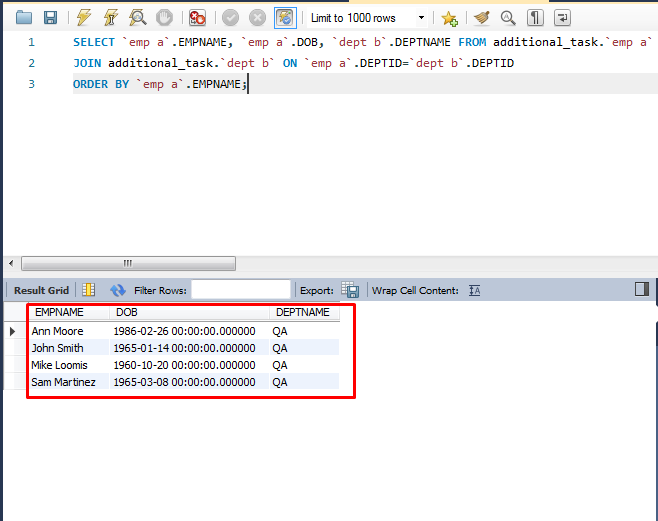 Limit to 1000 rows
1 SELECT `emp a`.EMPNAME, `emp a`.DOB, `dept b`.DEPTNAME FROM additional_task.`emp a`
2 JOIN additional_task.`dept b` ON `emp a`.DEPTID=`dept b`.DEPTID
3 ORDER BY `emp a`.EMPNAME;
Result Grid Filter Rows: Export: Wrap Cell Content:
EMPNAME DOB DEPTNAME
Ann Moore 1986-02-26 00:00:00.000000 QA
John Smith 1965-01-14 00:00:00.000000 QA
Mike Loomis 1960-10-20 00:00:00.000000 QA
Sam Martinez 1965-03-08 00:00:00.000000 QA